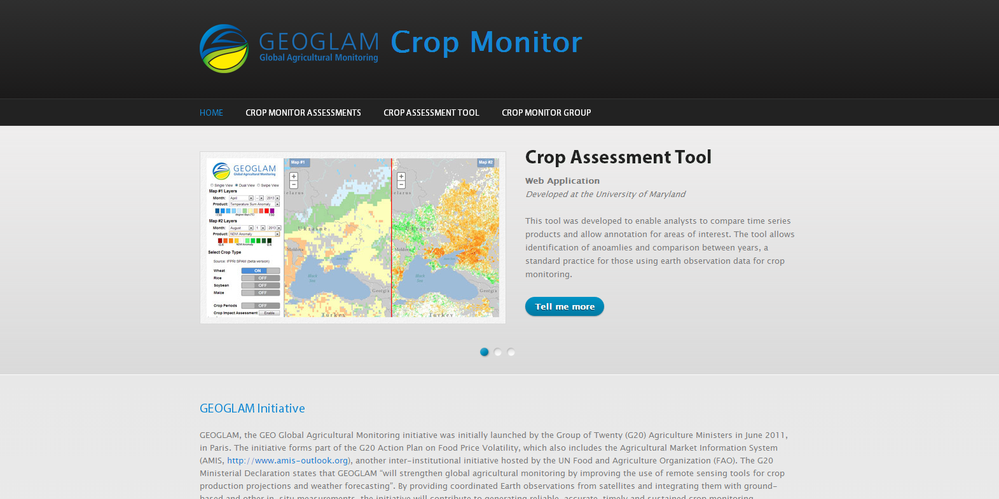 GEOGLAM Crop Monitor
Global Agricultural Monitoring
HOME CROP MONITOR ASSESSMENTS CROP ASSESSMENT TOOL CROP MONITOR GROUP
GEOGLAM
Global Agricultural Monitoring
Single View Dual View Swipe View
Map #1 Layers
Month: April -- 2013
Product: Temperature Sum Anomaly
-150 degree days (°C) 150
Map #2 Layers
Month: August 1 2013
Product: NDVI Anomaly
-0.4 NDVI Anomaly 0.4
Select Crop Type
Source: IFPRI SPAM (beta version)
Wheat ON
Rice OFF
Soybean OFF
Maize OFF
Crop Periods OFF
Crop Impact Assessment Enable
Map #1
+
−
elarus
Ukraine
Moldova
Black
Sea
Georgia
Turkey
Map #2
+
−
elarus
Ukraine
Moldova
Black
Sea
Georgia
Turkey
Crop Assessment Tool
Web Application
Developed at the University of Maryland
This tool was developed to enable analysts to compare time series
products and allow annotation for areas of interest. The tool allows
identification of anoamlies and comparison between years, a
standard practice for those using earth observation data for crop
monitoring.
Tell me more
GEOGLAM Initiative
GEOGLAM, the GEO Global Agricultural Monitoring initiative was initially launched by the Group of Twenty (G20) Agriculture Ministers in June 2011,
in Paris. The initiative forms part of the G20 Action Plan on Food Price Volatility, which also includes the Agricultural Market Information System
(AMIS, http://www.amis-outlook.org), another inter-institutional initiative hosted by the UN Food and Agriculture Organization (FAO). The G20
Ministerial Declaration states that GEOGLAM “will strengthen global agricultural monitoring by improving the use of remote sensing tools for crop
production projections and weather forecasting”. By providing coordinated Earth observations from satellites and integrating them with ground-
based and other in-situ measurements, the initiative will contribute to generating reliable, accurate, timely and sustained crop monitoring